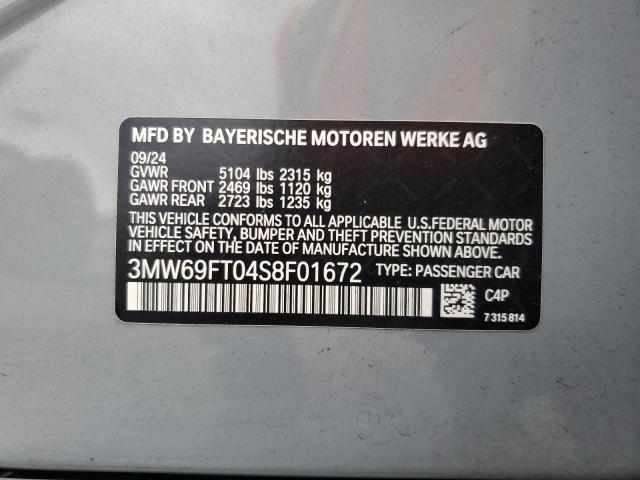 MFD BY BAYERISCHE MOTOREN WERKE AG
09/24
GVWR 5104 lbs 2315 kg
GAWR FRONT 2469 lbs 1120 kg
GAWR REAR 2723 lbs 1235 kg
THIS VEHICLE CONFORMS TO ALL APPLICABLE U.S.FEDERAL MOTOR
VEHICLE SAFETY, BUMPER AND THEFT PREVENTION STANDARDS
IN EFFECT ON THE DATE OF MANUFACTURE SHOWN ABOVE.
3MW69FT04S8F01672 TYPE: PASSENGER CAR
C4P
7 315 814